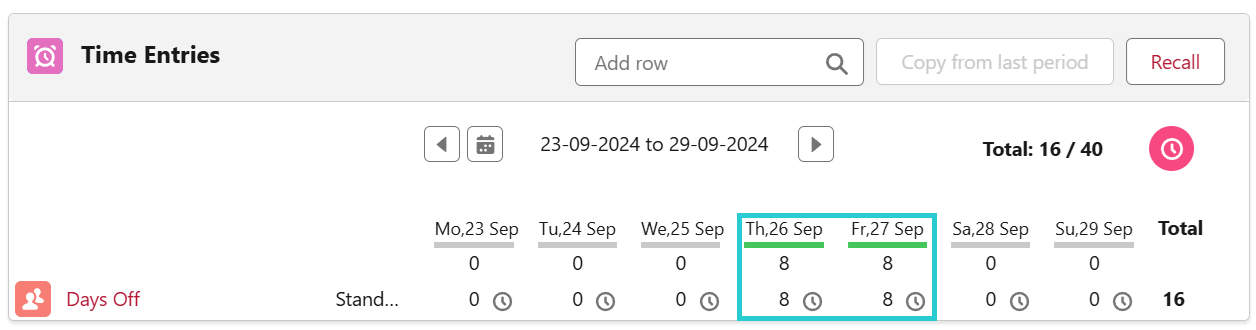 Time Entries Add row Copy from last period Recall
23-09-2024 to 29-09-2024 Total: 16 / 40
Mo,23 Sep Tu,24 Sep We,25 Sep Th,26 Sep Fr,27 Sep Sa,28 Sep Su,29 Sep Total
0 0 0 8 8 0 0
Days Off Stand... 0 0 0 8 8 0 0 16